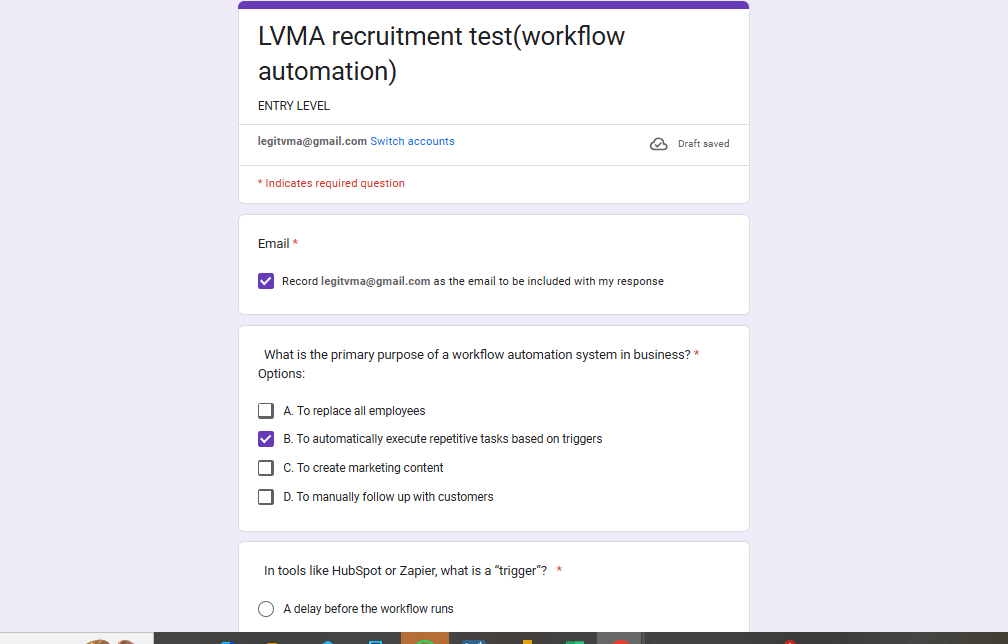 LVMA recruitment test(workflow
automation)
ENTRY LEVEL
legitvma@gmail.com Switch accounts
Draft saved
* Indicates required question
Email *
Record legitvma@gmail.com as the email to be included with my response
What is the primary purpose of a workflow automation system in business? *
Options:
A. To replace all employees
B. To automatically execute repetitive tasks based on triggers
C. To create marketing content
D. To manually follow up with customers
In tools like HubSpot or Zapier, what is a “trigger”? *
A delay before the workflow runs